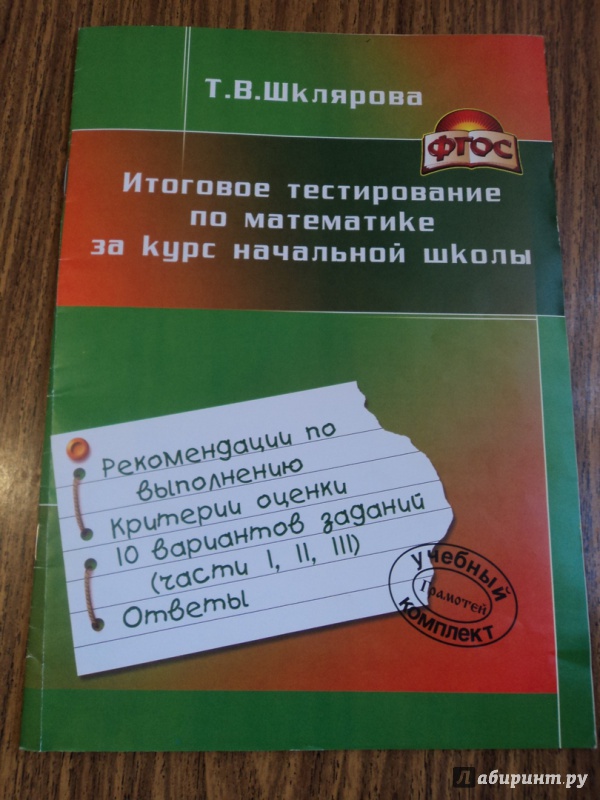 Т.В.Шклярова
ФГОС
Итоговое тестирование
по математике
за курс начальной школы
Рекомендации по
выполнению
Критерии оценки
10 вариантов заданий
(части I, II, III)
Ответы
учебный
Грамотей
комплект
Лабиринт.ру